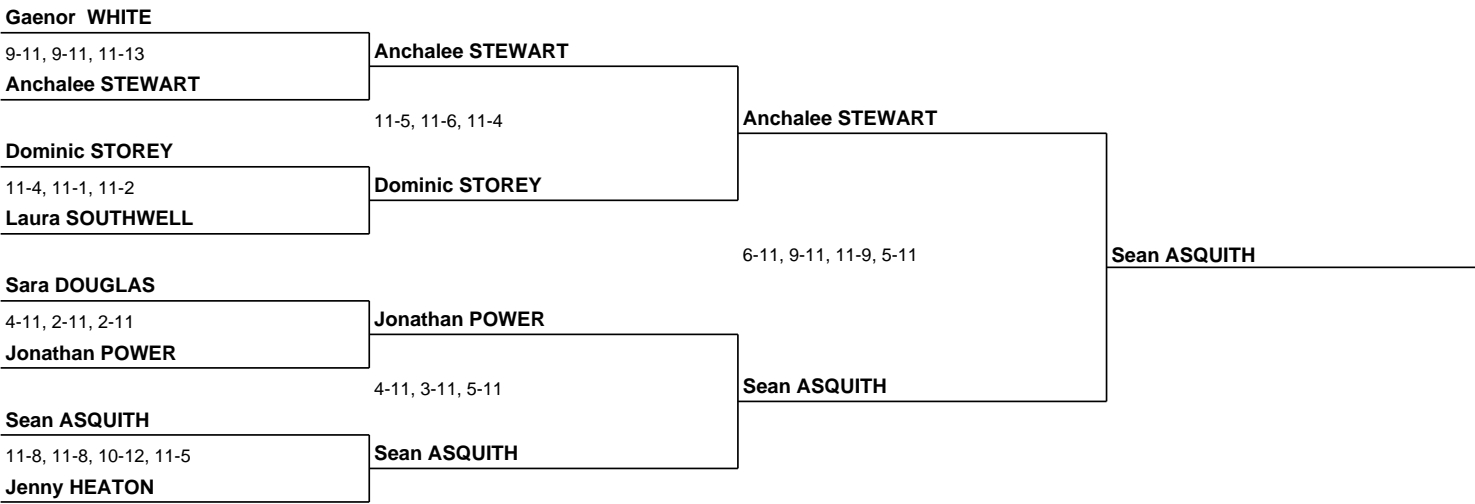 Gaenor  WHITE
9-11, 9-11, 11-13
Anchalee STEWART
Anchalee STEWART
11-5, 11-6, 11-4
Anchalee STEWART
Dominic STOREY
11-4, 11-1, 11-2
Dominic STOREY
Laura SOUTHWELL
6-11, 9-11, 11-9, 5-11
Sean ASQUITH
Sara DOUGLAS
4-11, 2-11, 2-11
Jonathan POWER
Jonathan POWER
4-11, 3-11, 5-11
Sean ASQUITH
Sean ASQUITH
11-8, 11-8, 10-12, 11-5
Sean ASQUITH
Jenny HEATON